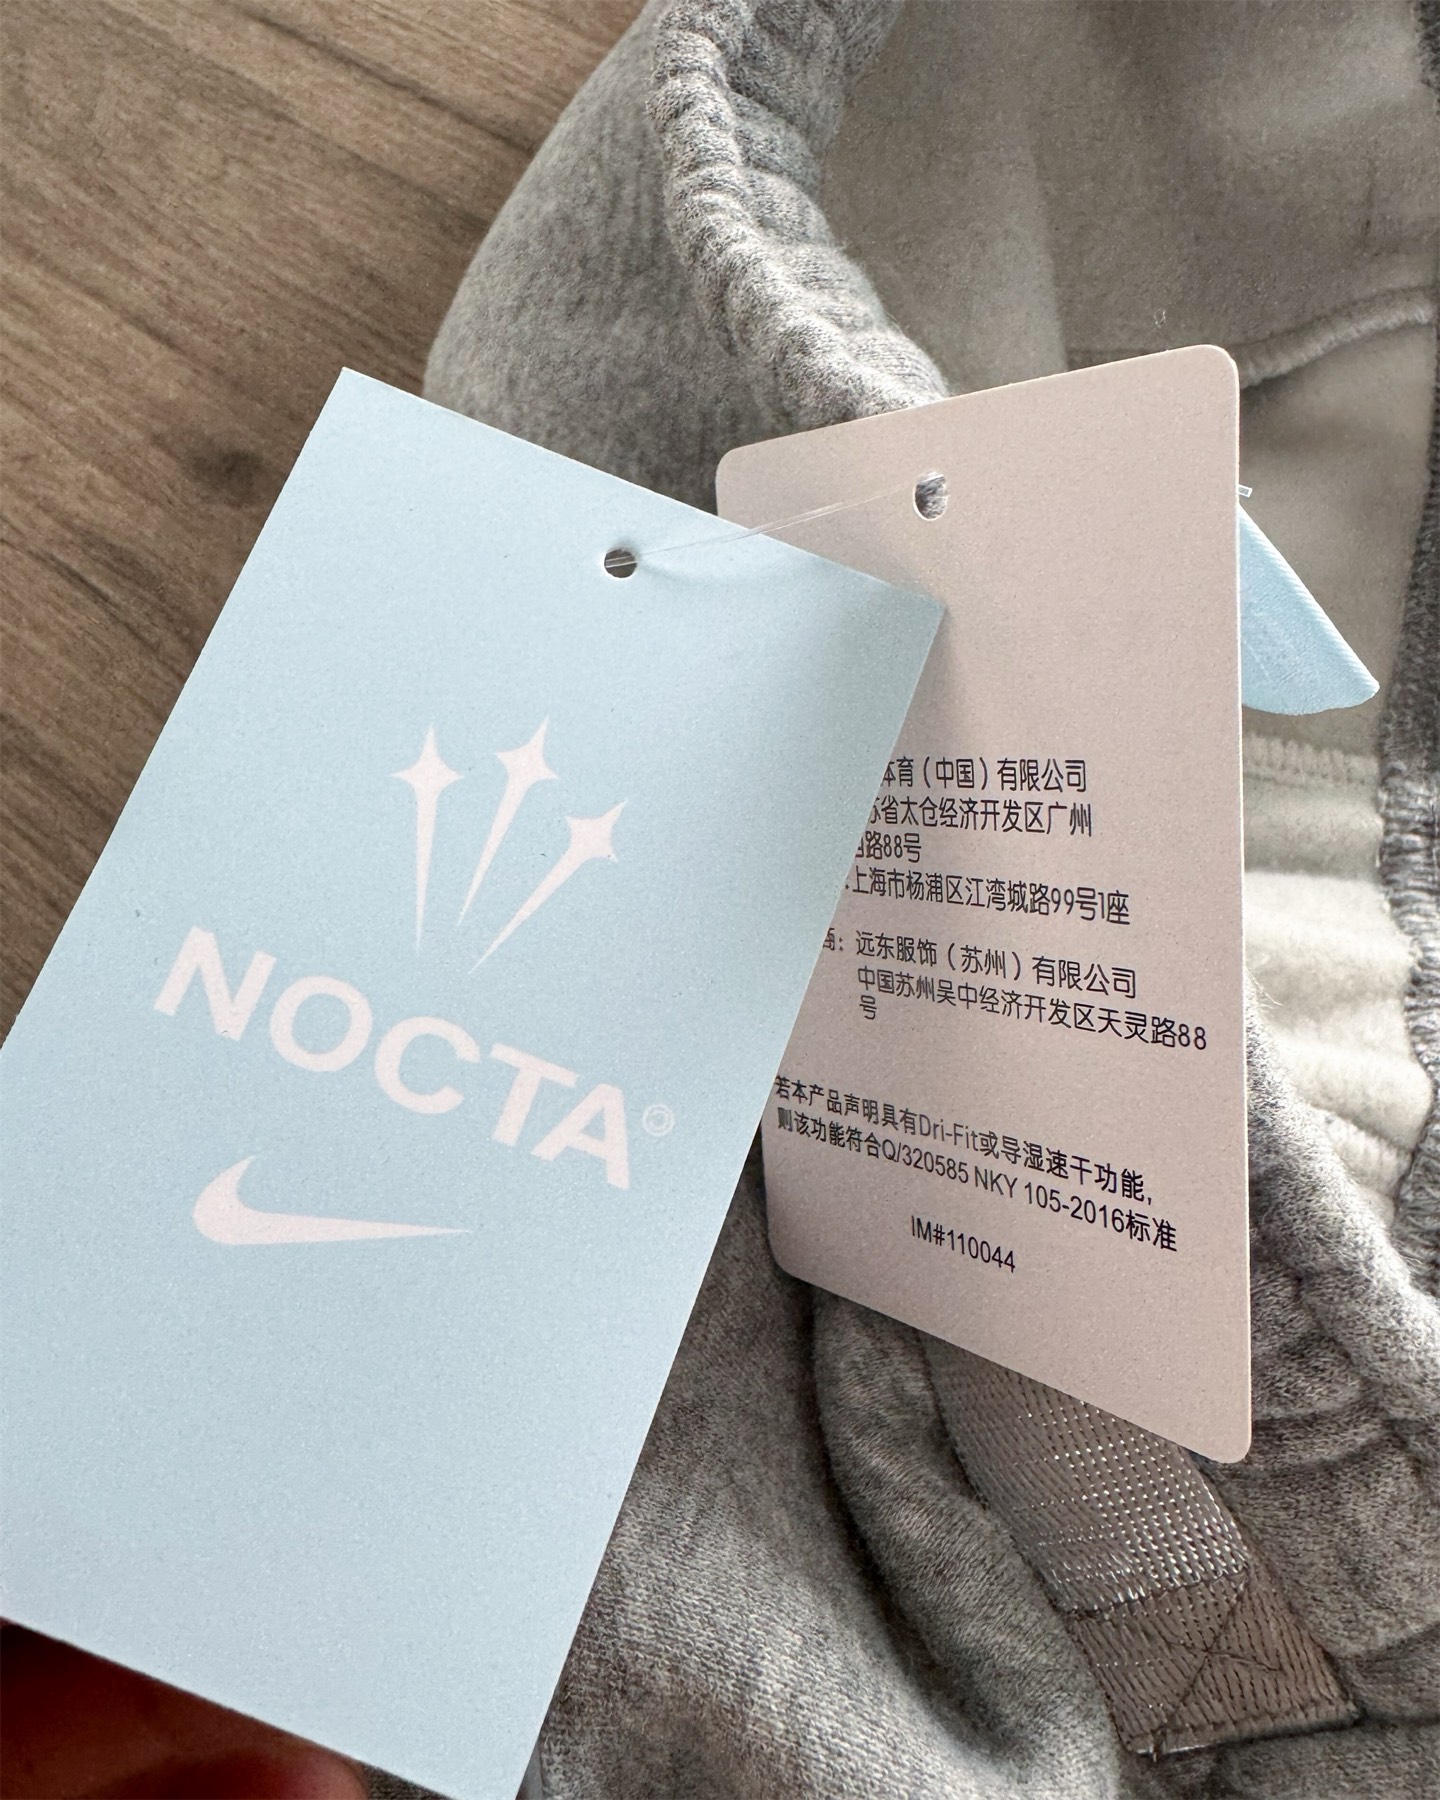 NOCTA®
育（中国）有限公司
省太仓经济开发区广州
路88号
上海市杨浦区江湾城路99号1座
商：远东服饰（苏州）有限公司
中国苏州吴中经济开发区天灵路88
号
若本产品声明具有Dri-Fit或导湿速干功能，
则该功能符合Q/320585 NKY 105-2016标准
IM#110044